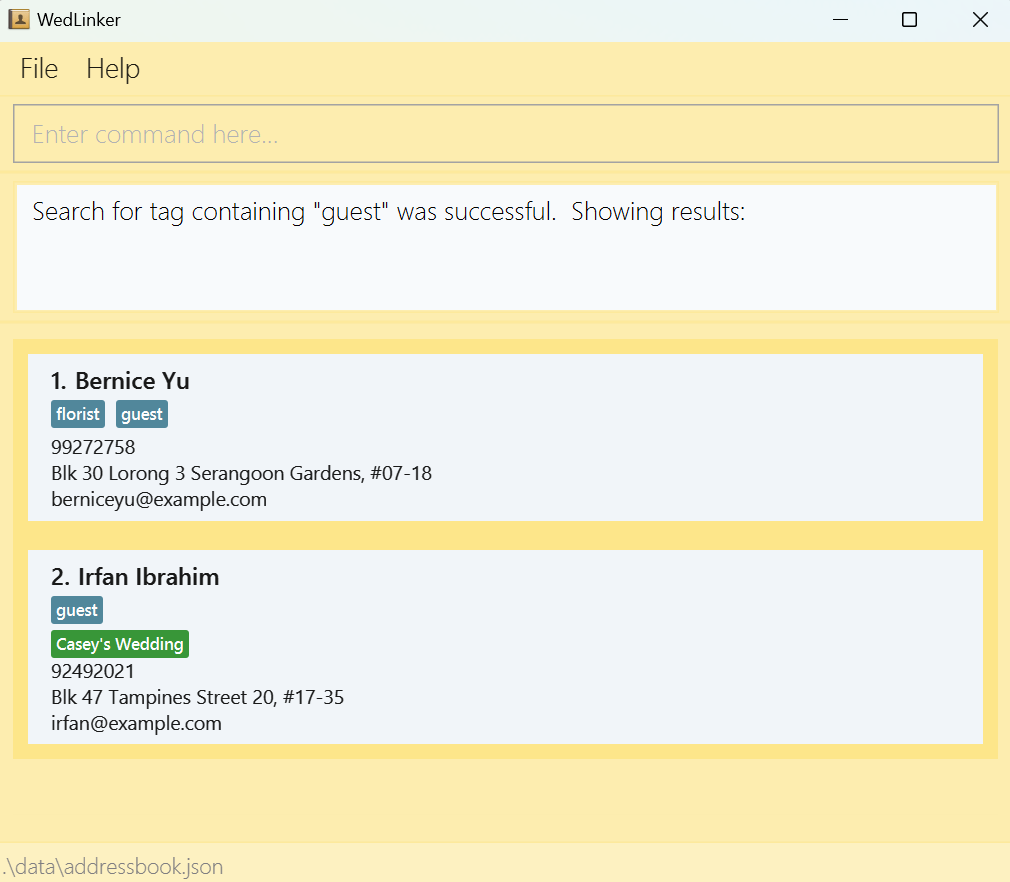 WedLinker
File Help
Enter command here...
Search for tag containing "guest" was successful.  Showing results:
1. Bernice Yu
florist guest
99272758
Blk 30 Lorong 3 Serangoon Gardens, #07-18
berniceyu@example.com
2. Irfan Ibrahim
guest
Casey's Wedding
92492021
Blk 47 Tampines Street 20, #17-35
irfan@example.com
.\data\addressbook.json